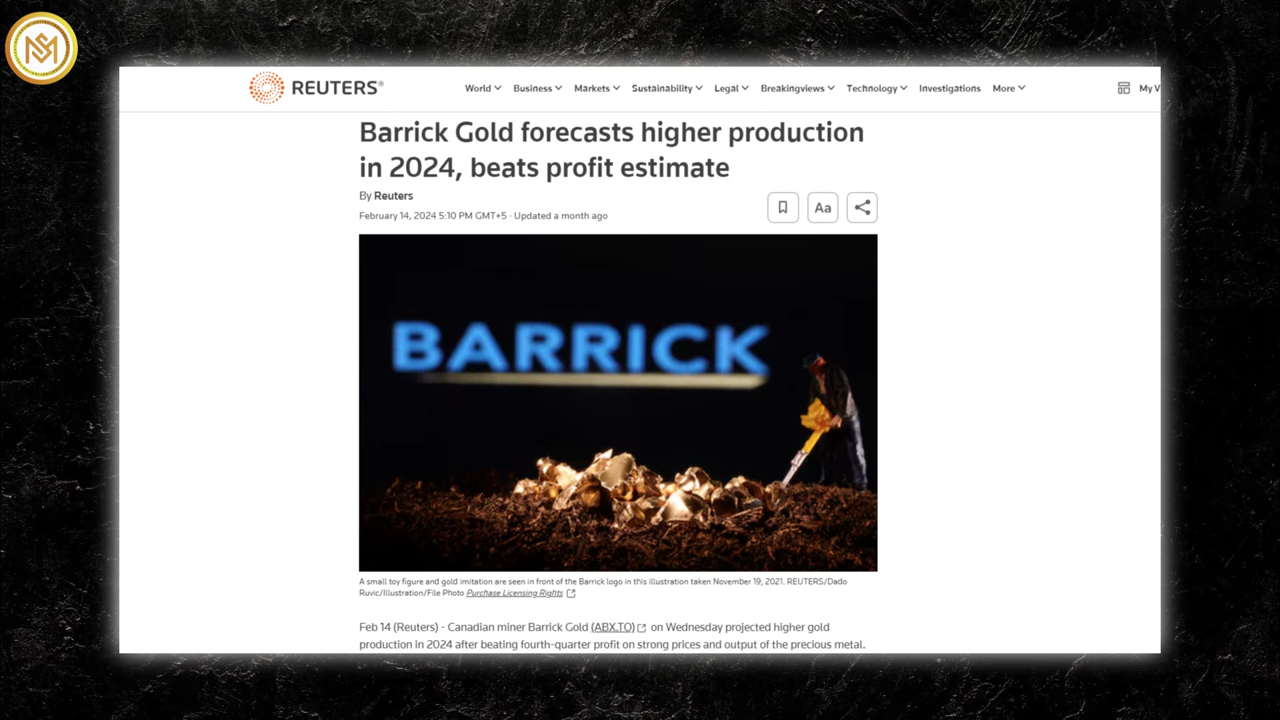 REUTERS®
World Business Markets Sustainability Legal Breakingviews Technology Investigations More My V
Barrick Gold forecasts higher production
in 2024, beats profit estimate
By Reuters
February 14, 2024 5:10 PM GMT+5 · Updated a month ago
Aa
BARRICK
A small toy figure and gold imitation are seen in front of the Barrick logo in this illustration taken November 19, 2021. REUTERS/Dado
Ruvic/Illustration/File Photo Purchase Licensing Rights
Feb 14 (Reuters) - Canadian miner Barrick Gold (ABX.TO) on Wednesday projected higher gold
production in 2024 after beating fourth-quarter profit on strong prices and output of the precious metal.